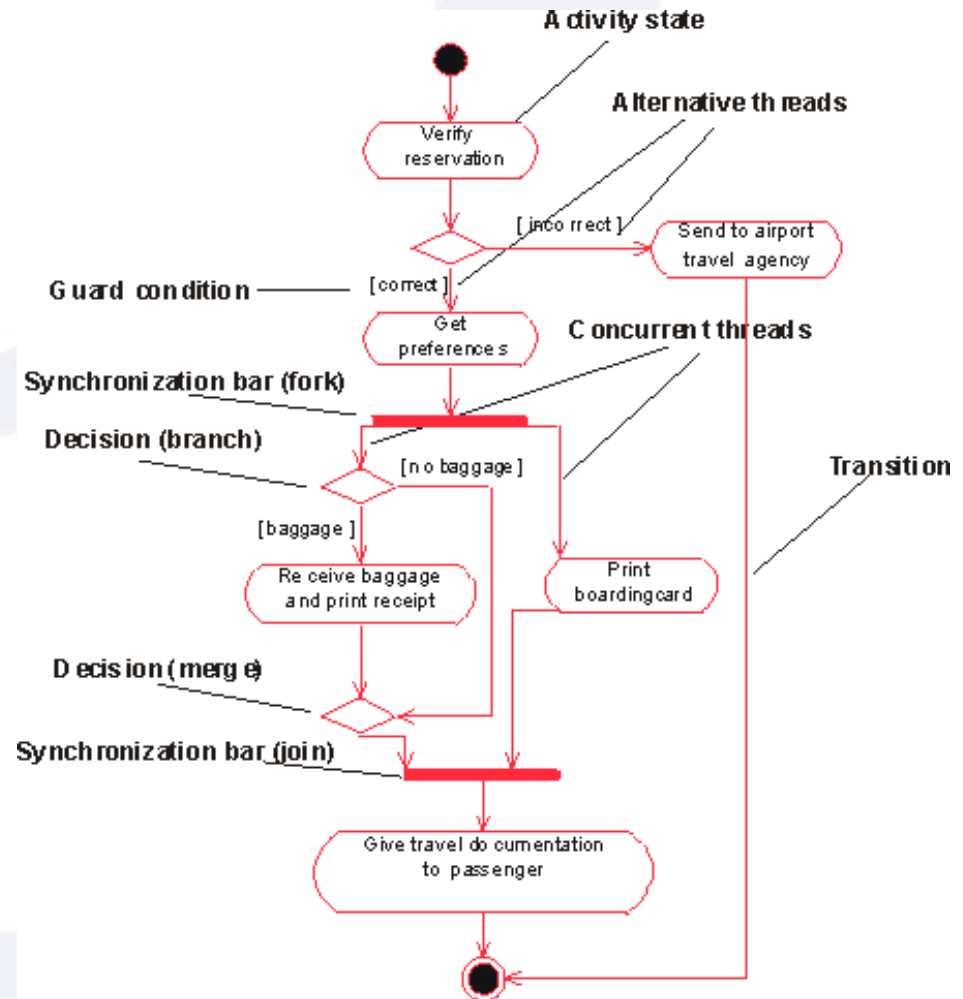 Activity state
Alternative threads
Verify
reservation
[incorrect]
Send to airport
travel agency
Guard condition
[correct]
Get
preferences
Concurrent threads
Synchronization bar (fork)
Decision (branch)
[no baggage]
Transition
[baggage]
Receive baggage
and print receipt
Print
boardingcard
Decision (merge)
Synchronization bar (join)
Give travel documentation
to passenger